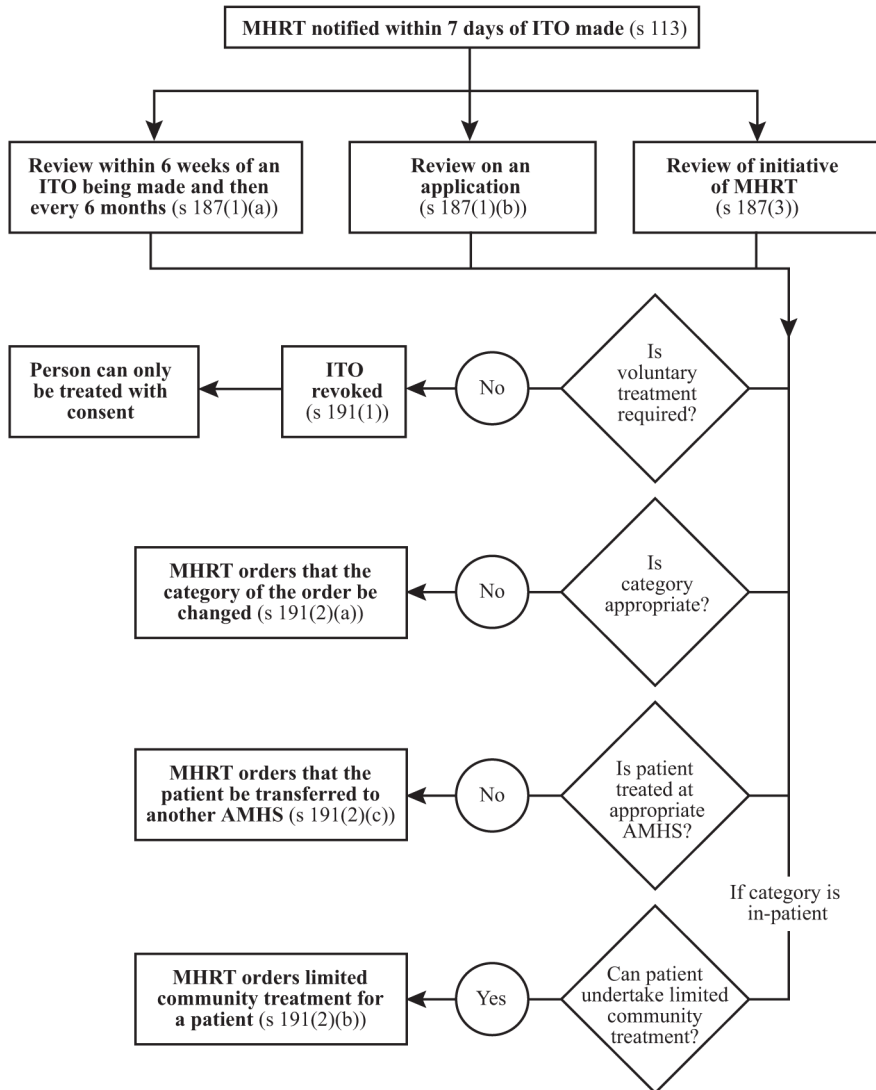 MHRT notified within 7 days of ITO made (s 113)
Review within 6 weeks of an
ITO being made and then
every 6 months (s 187(1)(a))
Review on an
application
(s 187(1)(b))
Review of initiative
of MHRT
(s 187(3))
Is
voluntary
treatment
required?
No
ITO
revoked
(s 191(1))
Person can only
be treated with
consent
Is
category
appropriate?
No
MHRT orders that the
category of the order be
changed (s 191(2)(a))
Is patient
treated at
appropriate
AMHS?
No
MHRT orders that the
patient be transferred to
another AMHS (s 191(2)(c))
If category is
in-patient
Can patient
undertake limited
community
treatment?
Yes
MHRT orders limited
community treatment for
a patient (s 191(2)(b))